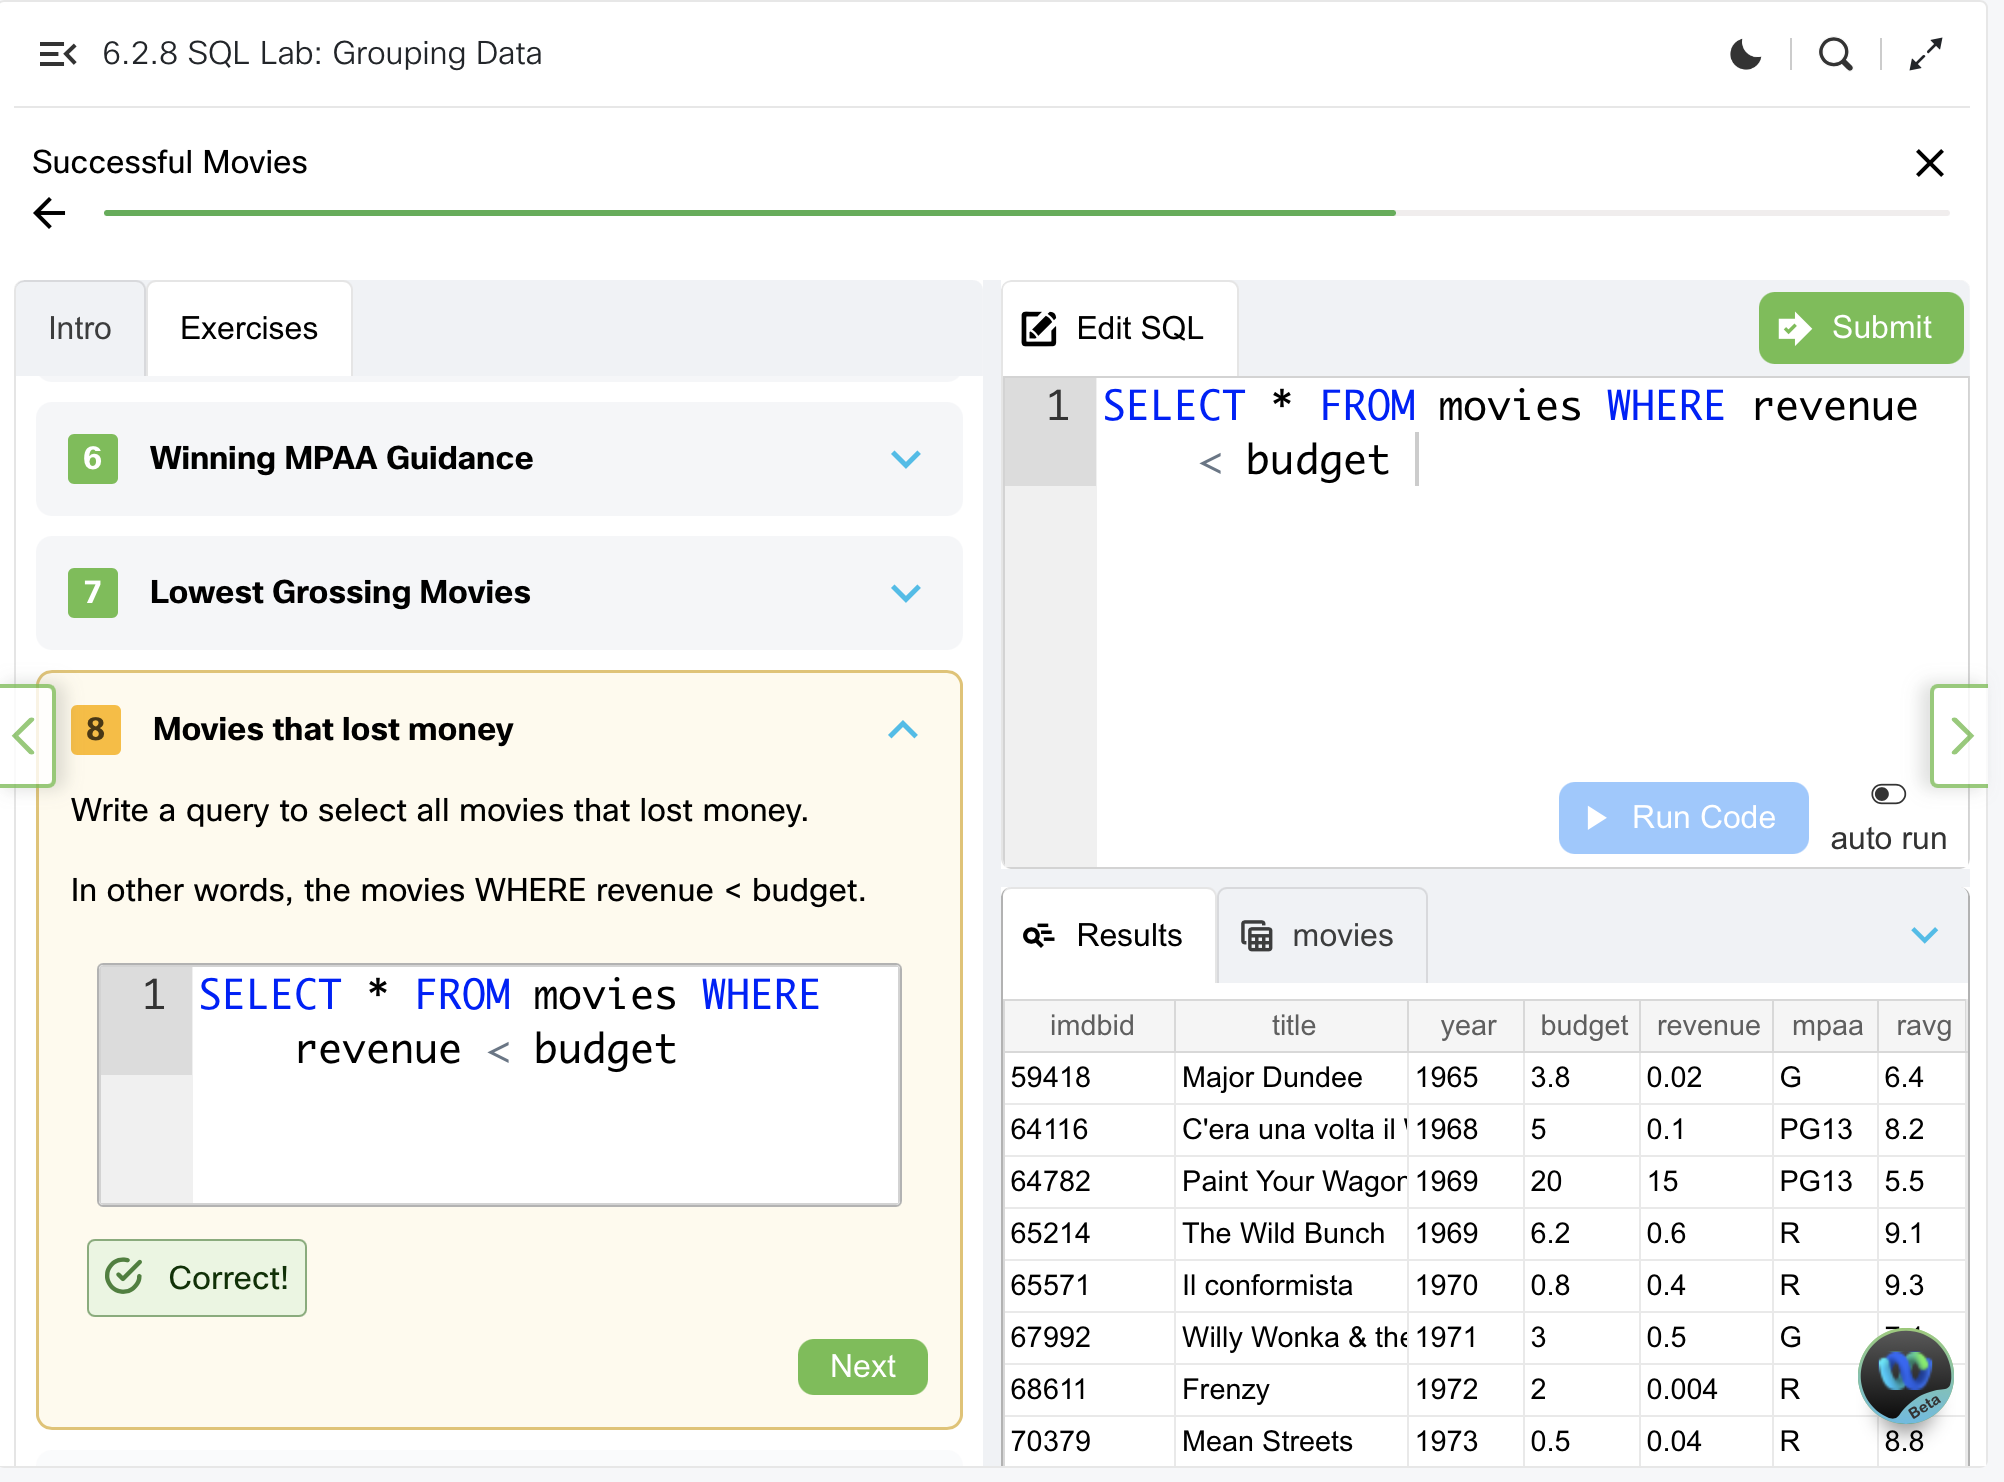 6.2.8 SQL Lab: Grouping Data
Successful Movies
Intro
Exercises
6 Winning MPAA Guidance
7 Lowest Grossing Movies
8 Movies that lost money
Write a query to select all movies that lost money.
In other words, the movies WHERE revenue < budget.
1 SELECT * FROM movies WHERE
revenue < budget
Correct!
Next
Edit SQL
Submit
1 SELECT * FROM movies WHERE revenue
< budget
Run Code
auto run
Results
movies
imdbid title year budget revenue mpaa ravg
59418 Major Dundee 1965 3.8 0.02 G 6.4
64116 C'era una volta il 1968 5 0.1 PG13 8.2
64782 Paint Your Wagon 1969 20 15 PG13 5.5
65214 The Wild Bunch 1969 6.2 0.6 R 9.1
65571 Il conformista 1970 0.8 0.4 R 9.3
67992 Willy Wonka & the 1971 3 0.5 G
68611 Frenzy 1972 2 0.004 R
70379 Mean Streets 1973 0.5 0.04 R 8.8
Beta